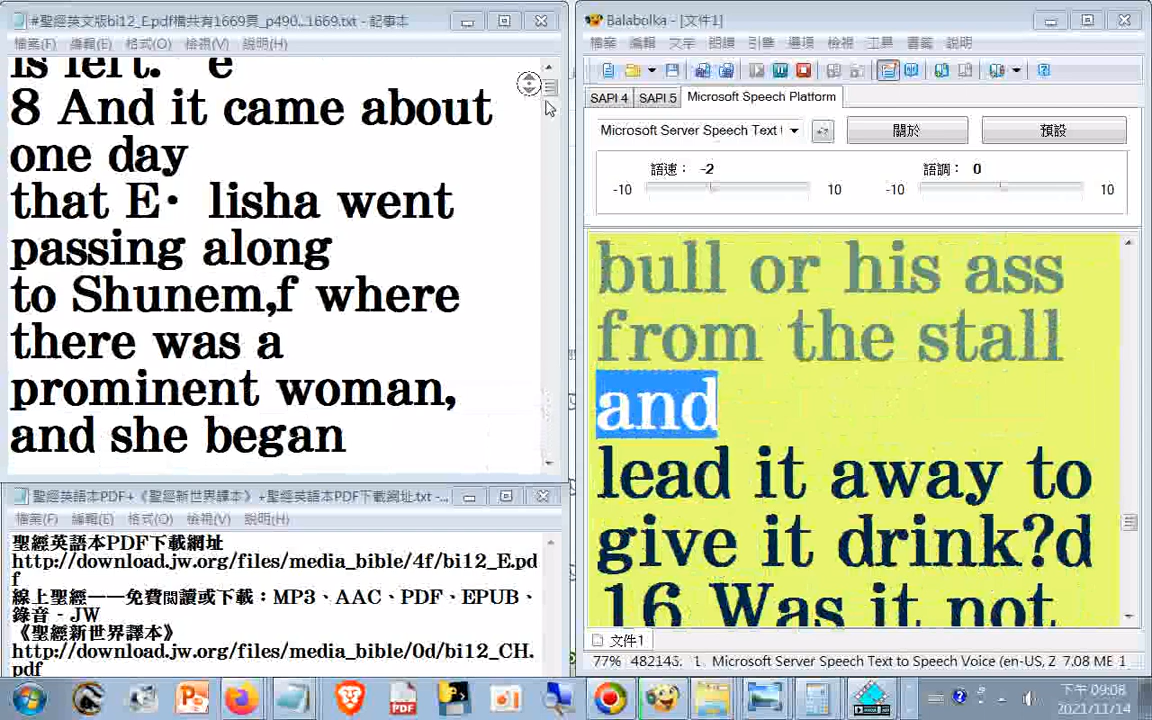 #聖經英文版bi12_E.pdf檔共有1669頁_p490...1669.txt - 記事本
檔案(F) 編輯(E) 格式(O) 檢視(V) 說明(H)
is left. e
8 And it came about
one day
that E· lisha went
passing along
to Shunem,f where
there was a
prominent woman,
and she began
聖經英語本PDF+《聖經新世界譯本》+聖經英語本PDF下載網址.txt -...
檔案(F) 編輯(E) 格式(O) 檢視(V) 說明(H)
聖經英語本PDF下載網址
http://download.jw.org/files/media_bible/4f/bi12_E.pd
f
線上聖經——免費閱讀或下載：MP3、AAC、PDF、EPUB、
錄音 - JW
《聖經新世界譯本》
http://download.jw.org/files/media_bible/0d/bi12_CH.
pdf
Balabolka - [文件1]
檔案 編輯 文字 朗讀 引擎 選項 檢視 工具 書籤 說明
SAPI 4 SAPI 5 Microsoft Speech Platform
Microsoft Server Speech Text 關於 預設
語速： -2 語調： 0
-10 10 -10 10
bull or his ass
from the stall
and
lead it away to
give it drink?d
16 Was it not
文件1
77% 482143: 1 Microsoft Server Speech Text to Speech Voice (en-US, Z 7.08 ME 1
PDF
下午 09:08
2021/11/14